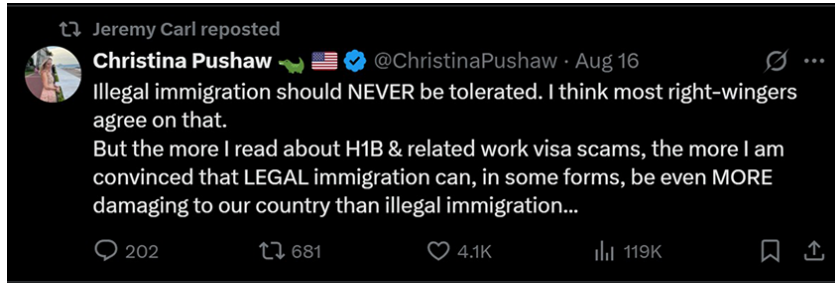 Jeremy Carl reposted
Christina Pushaw 🐊 🇺🇸 @ChristinaPushaw · Aug 16
Illegal immigration should NEVER be tolerated. I think most right-wingers
agree on that.
But the more I read about H1B & related work visa scams, the more I am
convinced that LEGAL immigration can, in some forms, be even MORE
damaging to our country than illegal immigration...
202 681 4.1K 119K